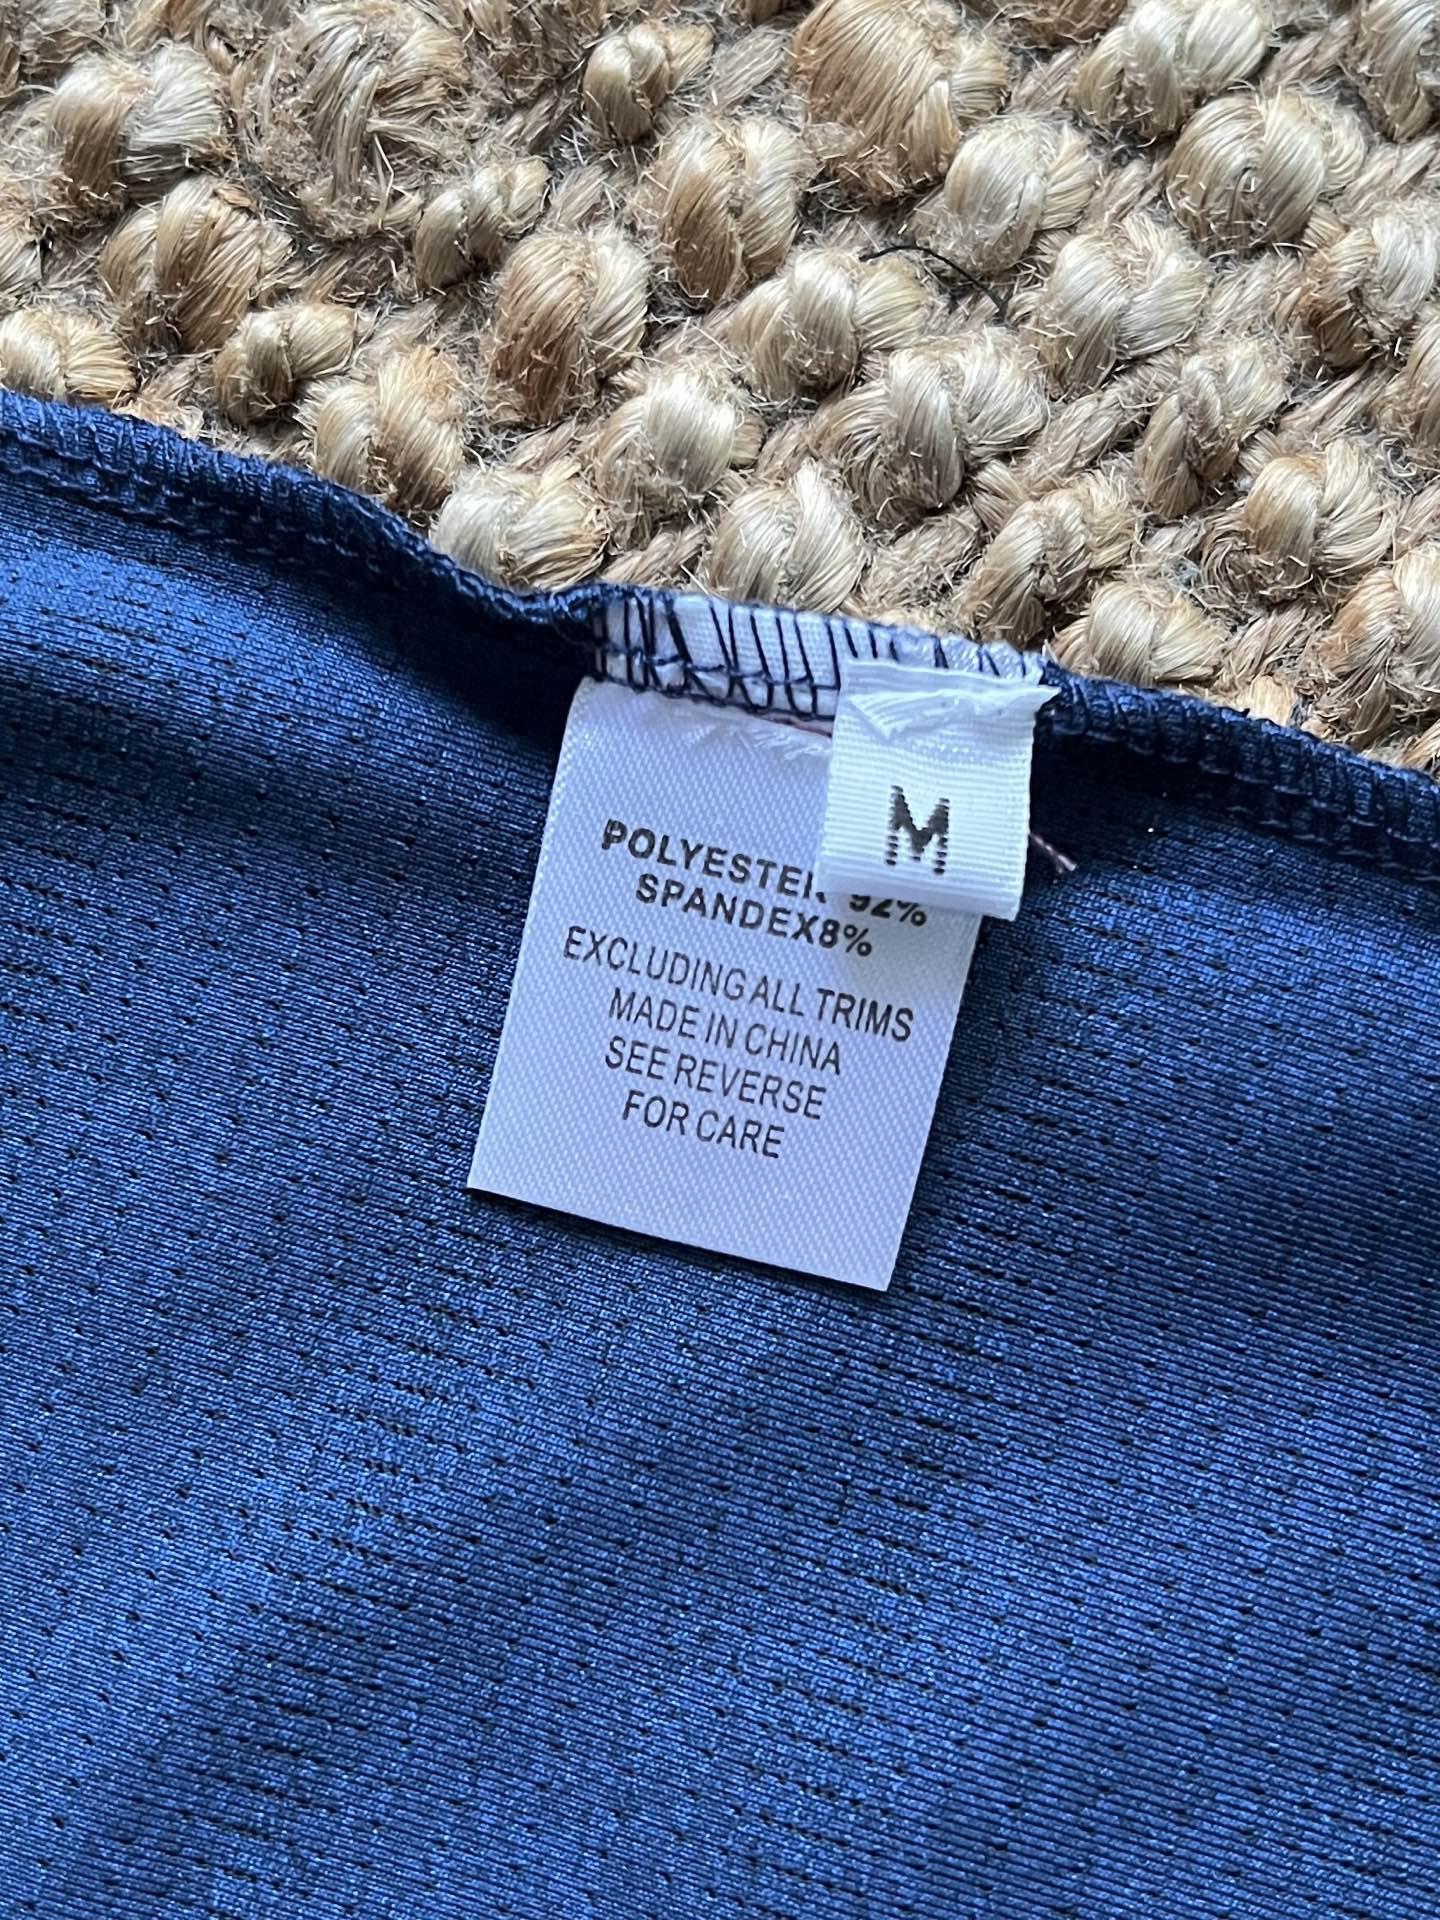 M
POLYESTER 92%
SPANDEX8%
EXCLUDING ALL TRIMS
MADE IN CHINA
SEE REVERSE
FOR CARE